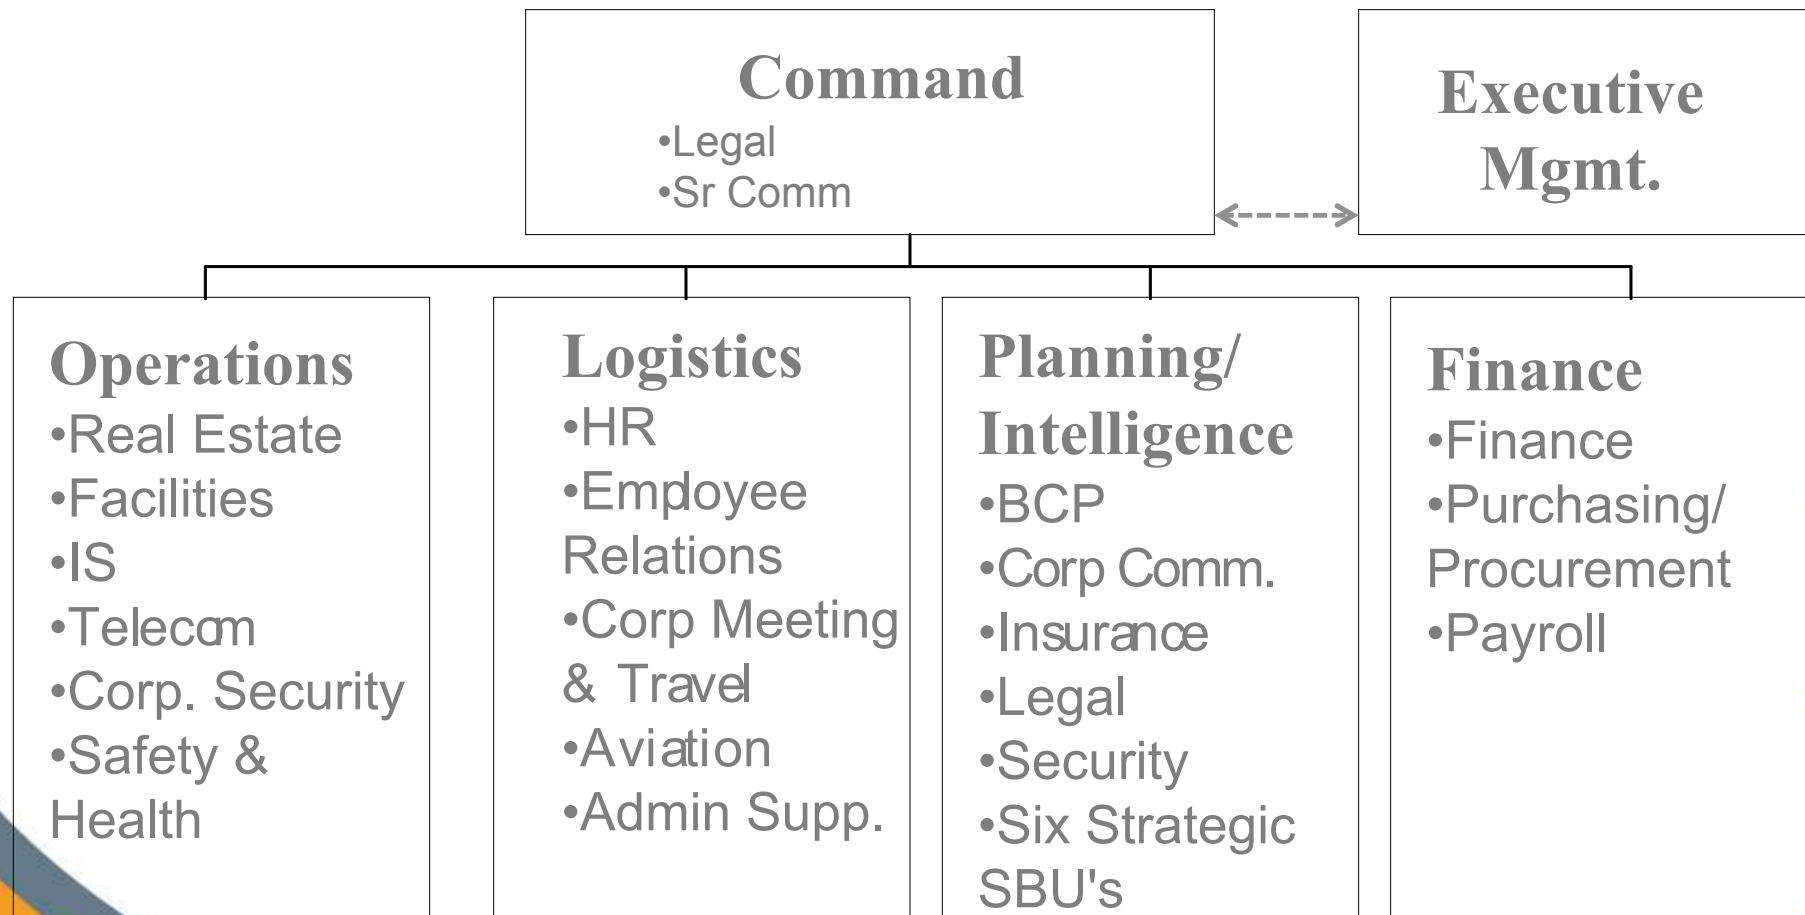 Command
•Legal
•Sr Comm
Executive
Mgmt.
Operations
•Real Estate
•Facilities
•IS
•Telecom
•Corp. Security
•Safety &
Health
Logistics
•HR
•Employee
Relations
•Corp Meeting
& Travel
•Aviation
•Admin Supp.
Planning/
Intelligence
•BCP
•Corp Comm.
•Insurance
•Legal
•Security
•Six Strategic
SBU's
Finance
•Finance
•Purchasing/
Procurement
•Payroll